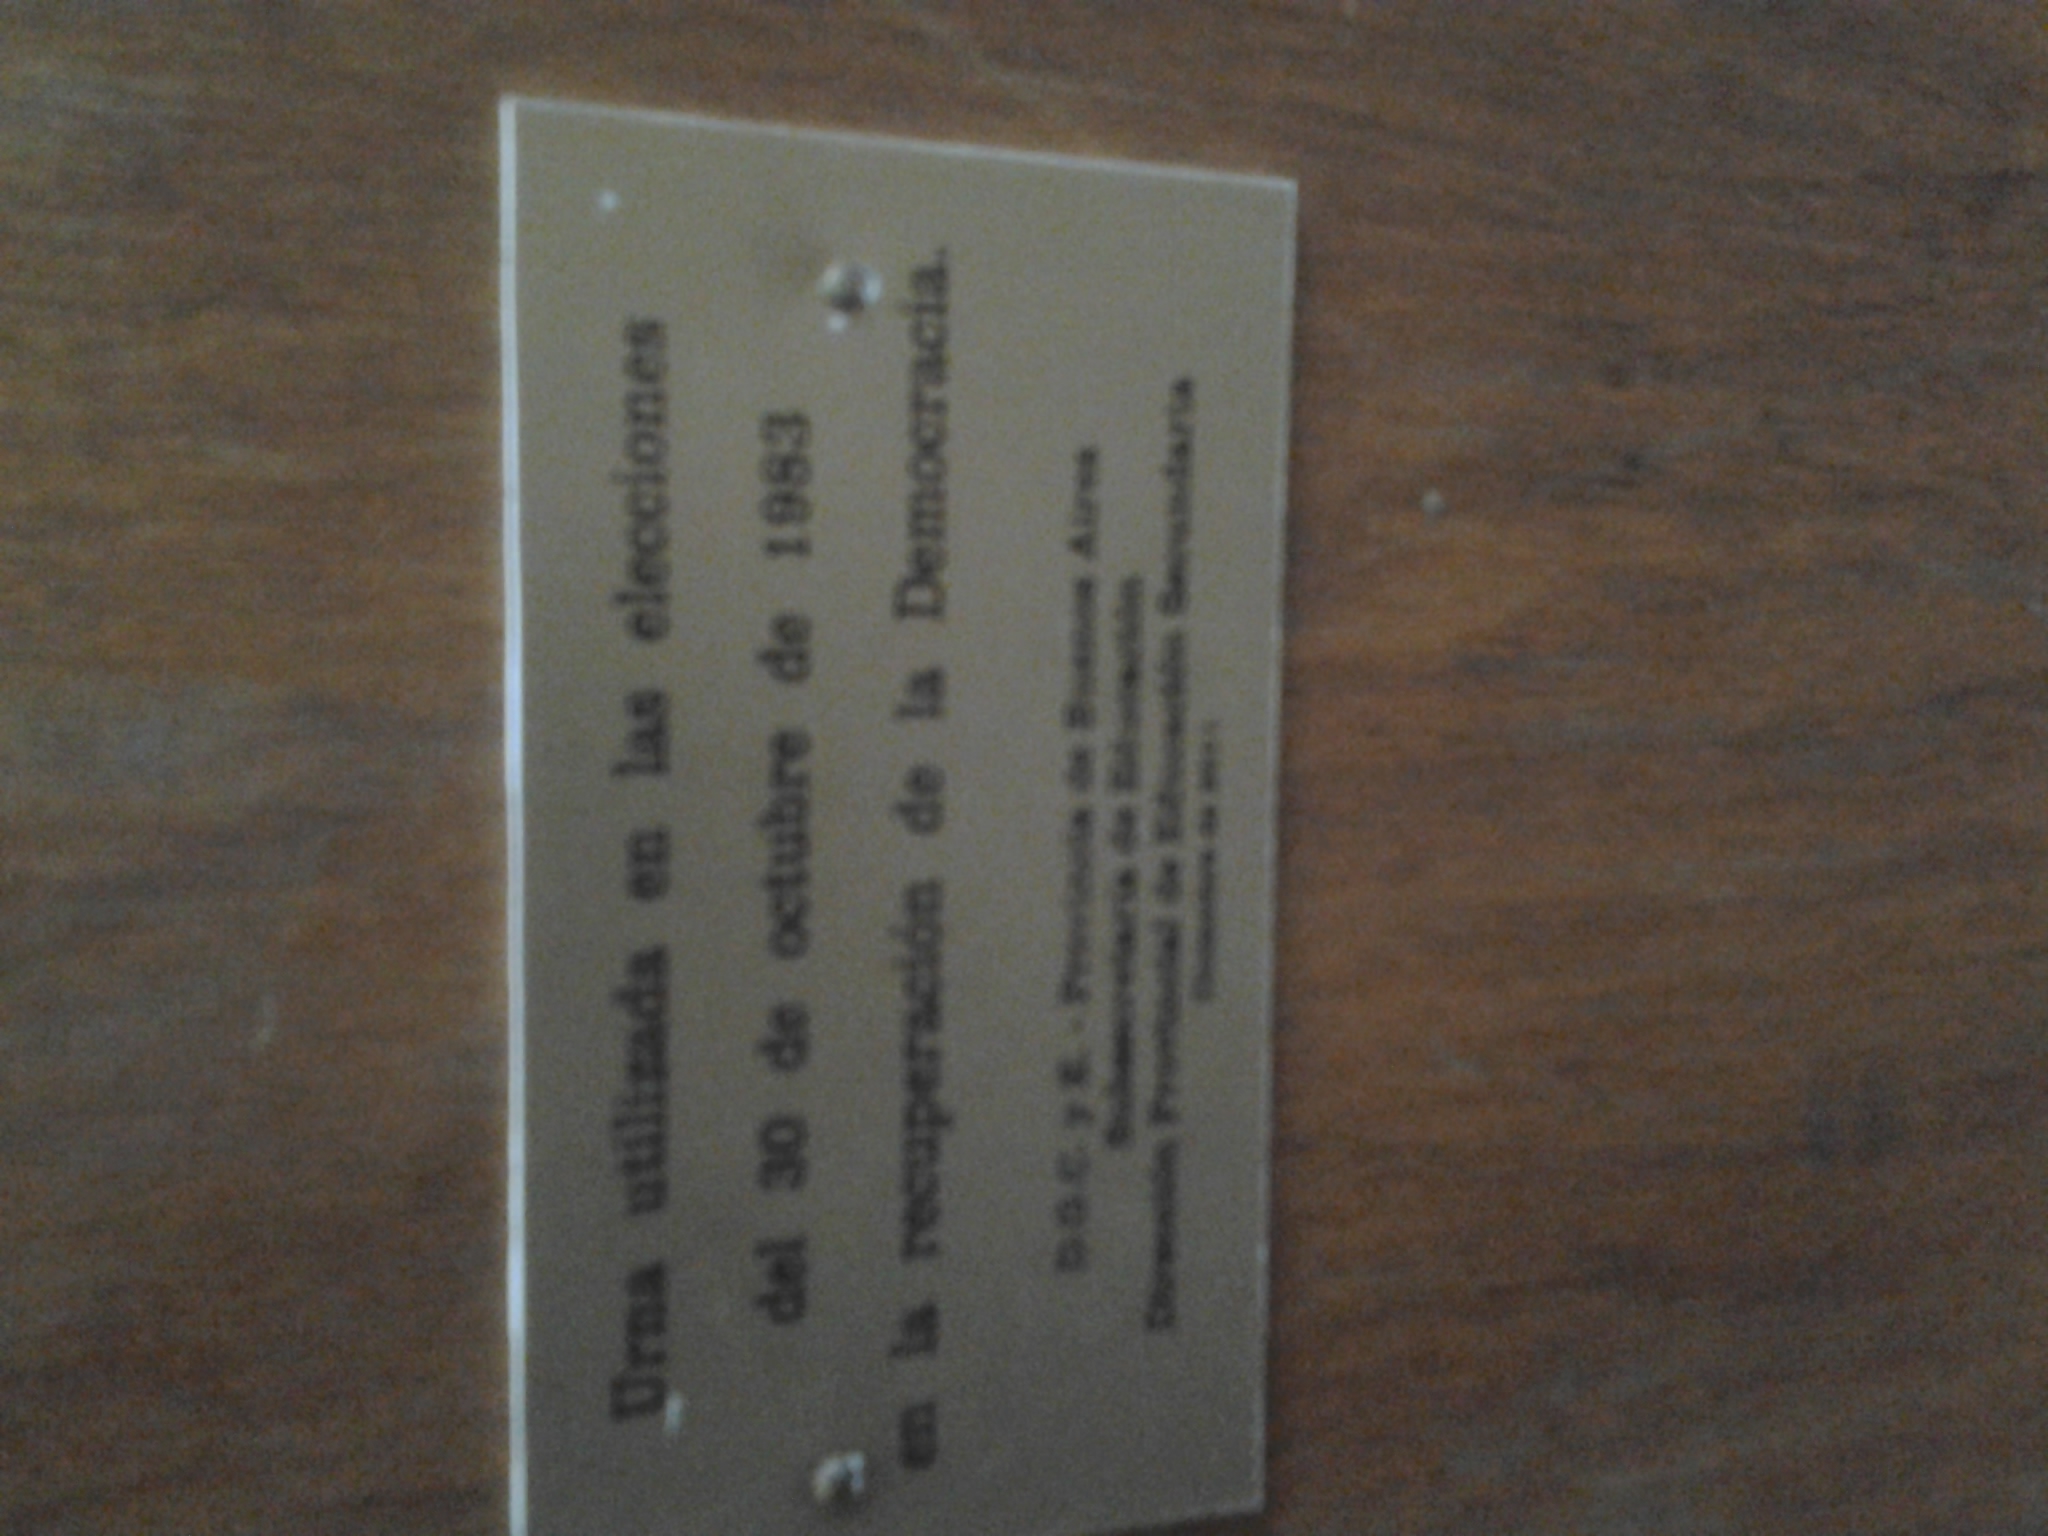 Urna utilizada en las elecciones
del 30 de octubre de 1983
en la recuperación de la Democracia.
D.G.C. y E. - Provincia de Buenos Aires
Subsecretaría de Educación
Dirección Provincial de Educación Secundaria
de